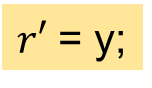 r′ = y;